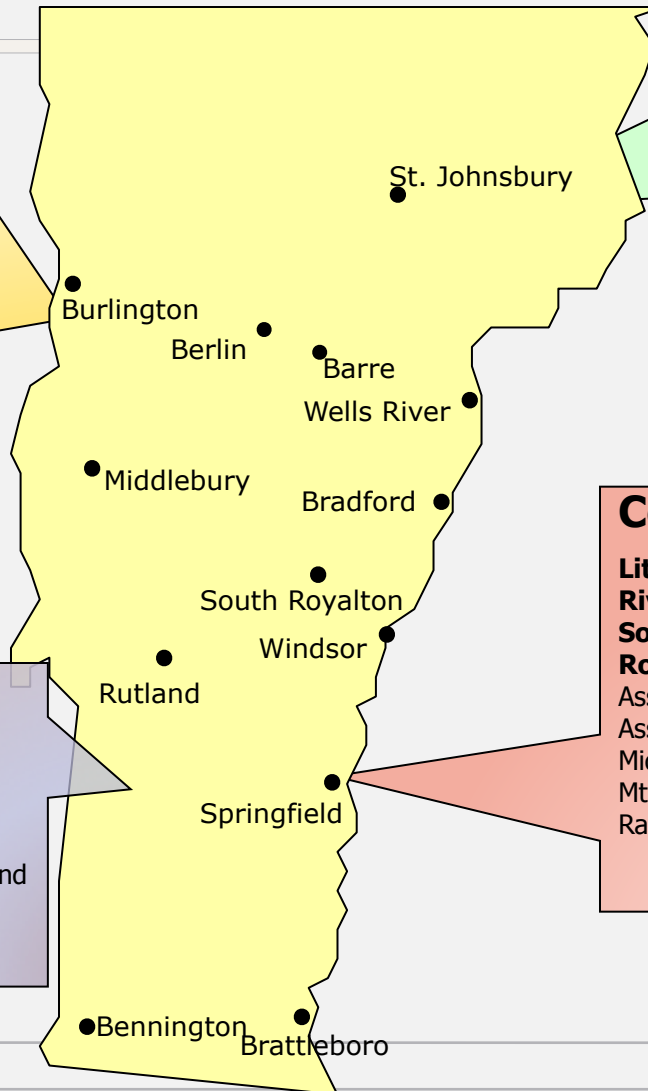 St. Johnsbury
Burlington
Berlin
Barre
Wells River
Middlebury
Bradford
South Royalton
Windsor
Rutland
Springfield
Bennington
Brattleboro